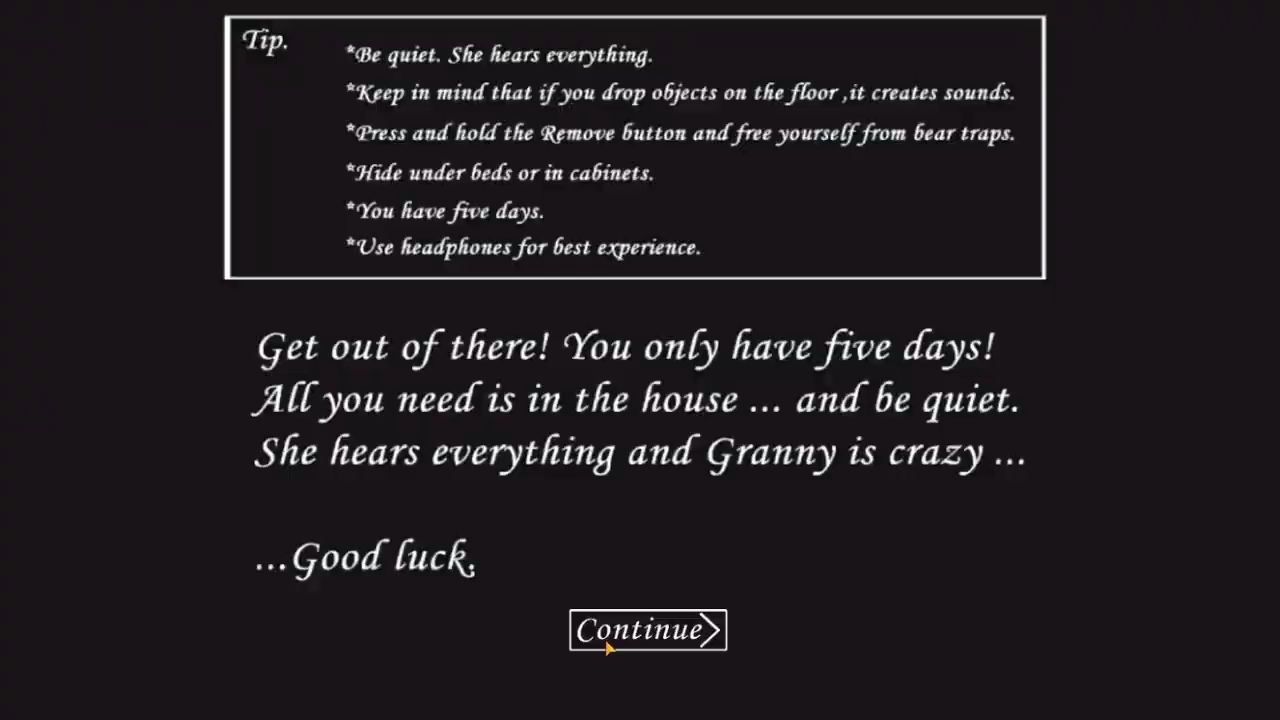 Tip.
*Be quiet. She hears everything.
*Keep in mind that if you drop objects on the floor ,it creates sounds.
*Press and hold the Remove button and free yourself from bear traps.
*Hide under beds or in cabinets.
*You have five days.
*Use headphones for best experience.
Get out of there! You only have five days!
All you need is in the house ... and be quiet.
She hears everything and Granny is crazy ...
...Good luck.
Continue